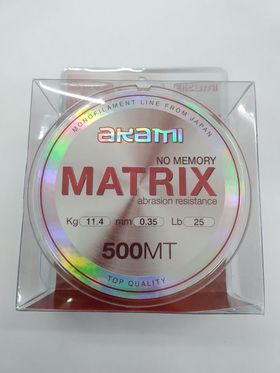 akami
MONOFILAMENT LINE FROM JAPAN
akami
NO MEMORY
MATRIX
abrasion resistance
Kg 11.4 mm 0.35 Lb 25
500MT
TOP QUALITY